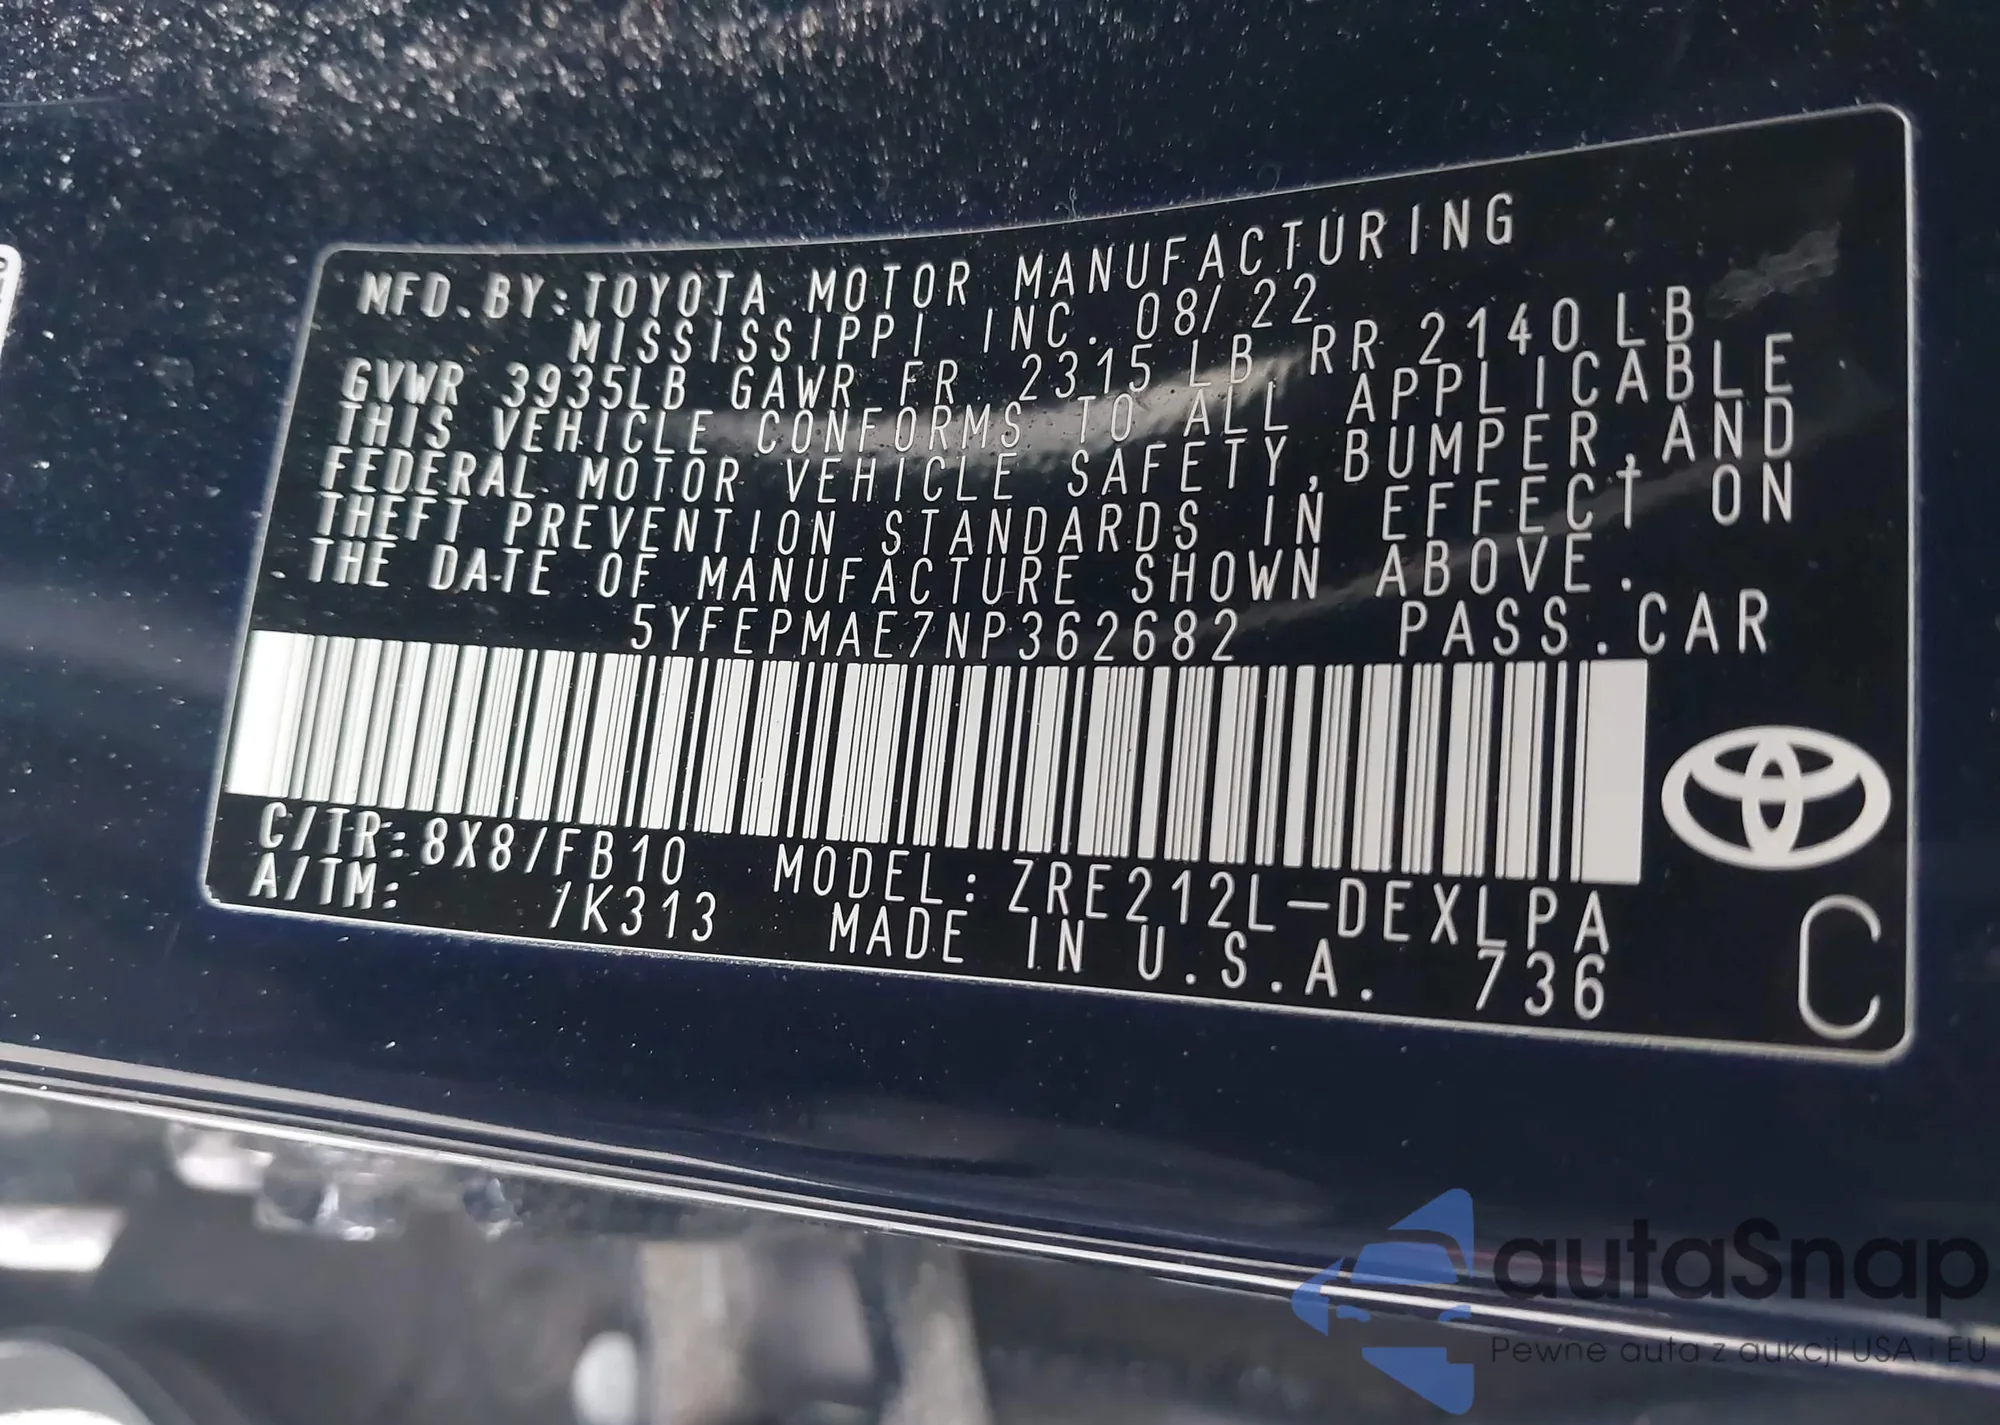 MFD.BY:TOYOTA MOTOR MANUFACTURING
MISSISSIPPI INC. 08/22
GVWR 3935LB GAWR FR 2315LB RR 2140LB
THIS VEHICLE CONFORMS TO ALL APPLICABLE
FEDERAL MOTOR VEHICLE SAFETY,BUMPER,AND
THEFT PREVENTION STANDARDS IN EFFECT ON
THE DATE OF MANUFACTURE SHOWN ABOVE.
5YFEPMAE7NP362682 PASS.CAR
C/TR:8X8/FB10 MODEL:ZRE212L-DEXLPA
A/TM: /K313 MADE IN U.S.A. 736
C
autaSnap
Pewne auta z aukcji USA i EU